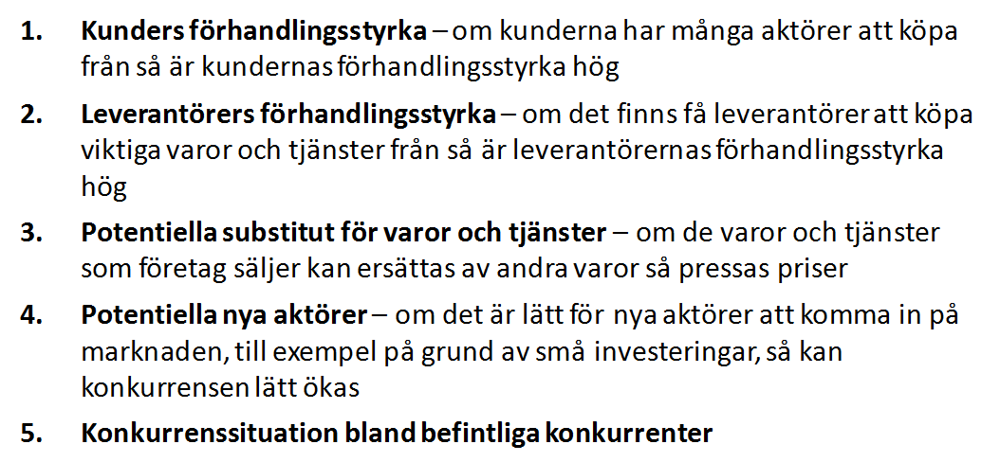 1. Kunders förhandlingsstyrka – om kunderna har många aktörer att köpa
från så är kundernas förhandlingsstyrka hög
2. Leverantörers förhandlingsstyrka – om det finns få leverantörer att köpa
viktiga varor och tjänster från så är leverantörernas förhandlingsstyrka
hög
3. Potentiella substitut för varor och tjänster – om de varor och tjänster
som företag säljer kan ersättas av andra varor så pressas priser
4. Potentiella nya aktörer – om det är lätt för nya aktörer att komma in på
marknaden, till exempel på grund av små investeringar, så kan
konkurrensen lätt ökas
5. Konkurrenssituation bland befintliga konkurrenter